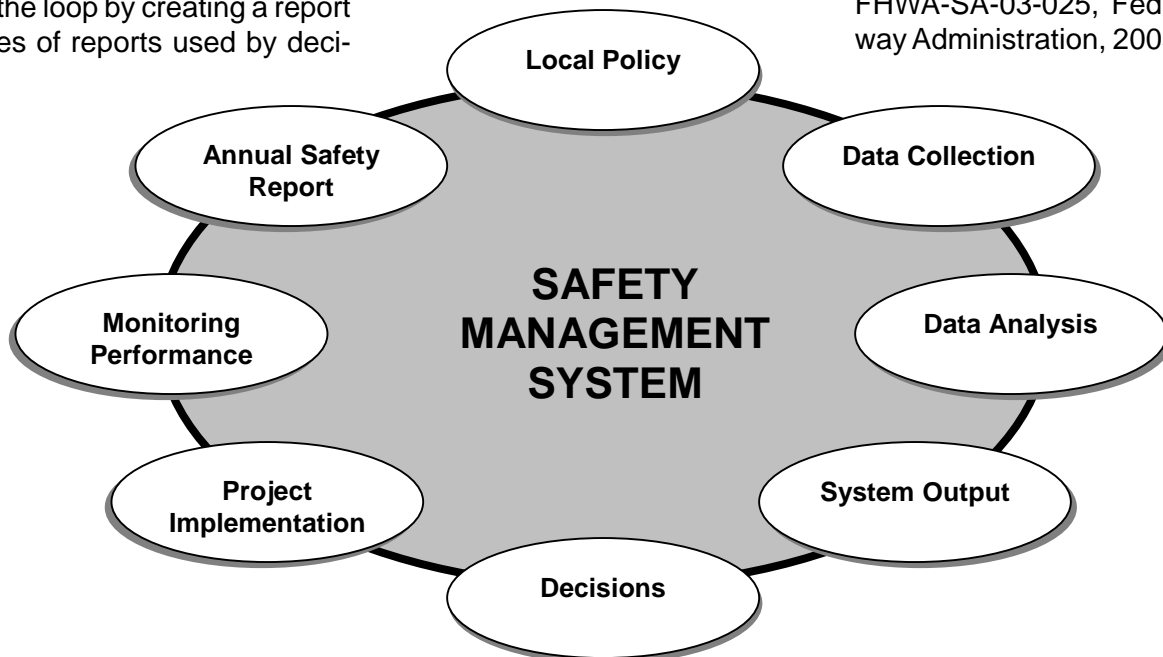 the loop by creating a report
es of reports used by deci-
FHWA-SA-03-025, Fed
way Administration, 200
Local Policy
Annual Safety
Report
Data Collection
SAFETY
MANAGEMENT
SYSTEM
Monitoring
Performance
Data Analysis
Project
Implementation
System Output
Decisions